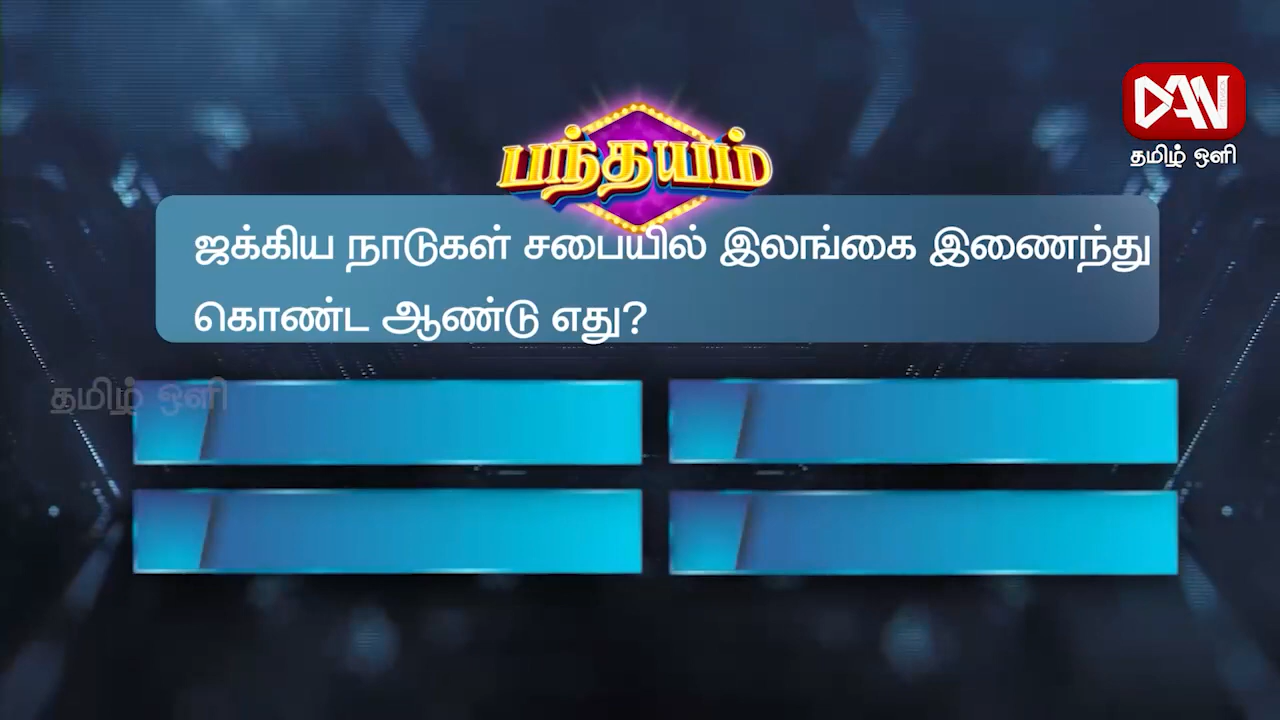 DAN
தமிழ் ஒளி
பந்தயம்
ஐக்கிய நாடுகள் சபையில் இலங்கை இணைந்து
கொண்ட ஆண்டு எது?
தமிழ் ஒளி